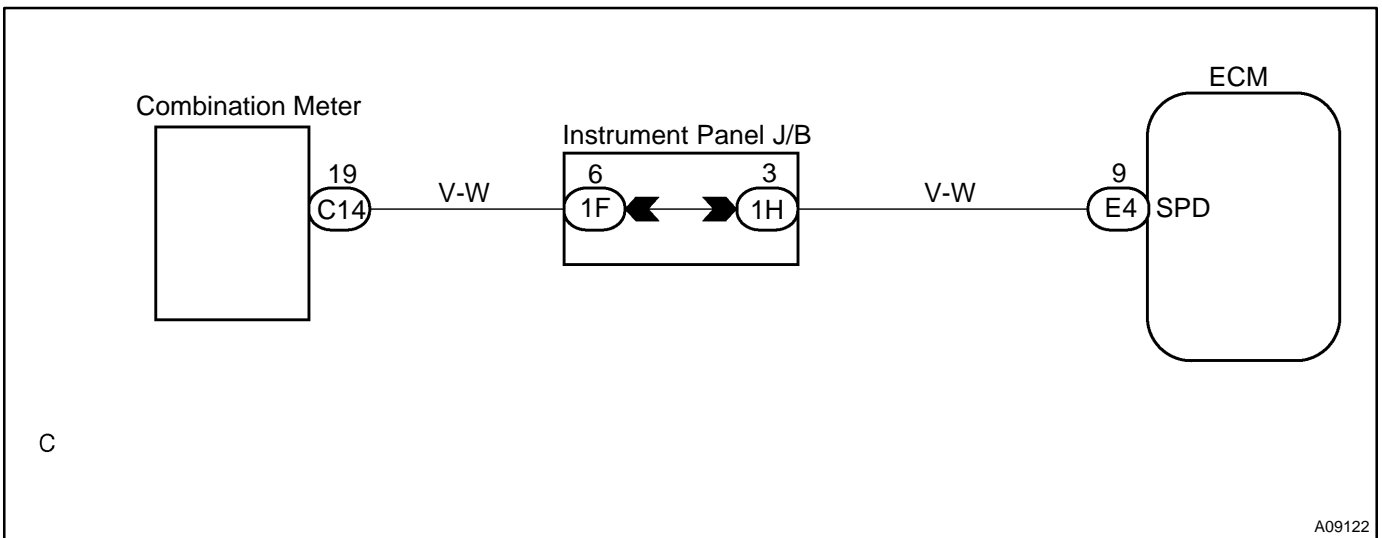 ECM
Combination Meter
Instrument Panel J/B
19
6
3
9
V-W
V-W
C14
1F
1H
E4
SPD
C
A09122